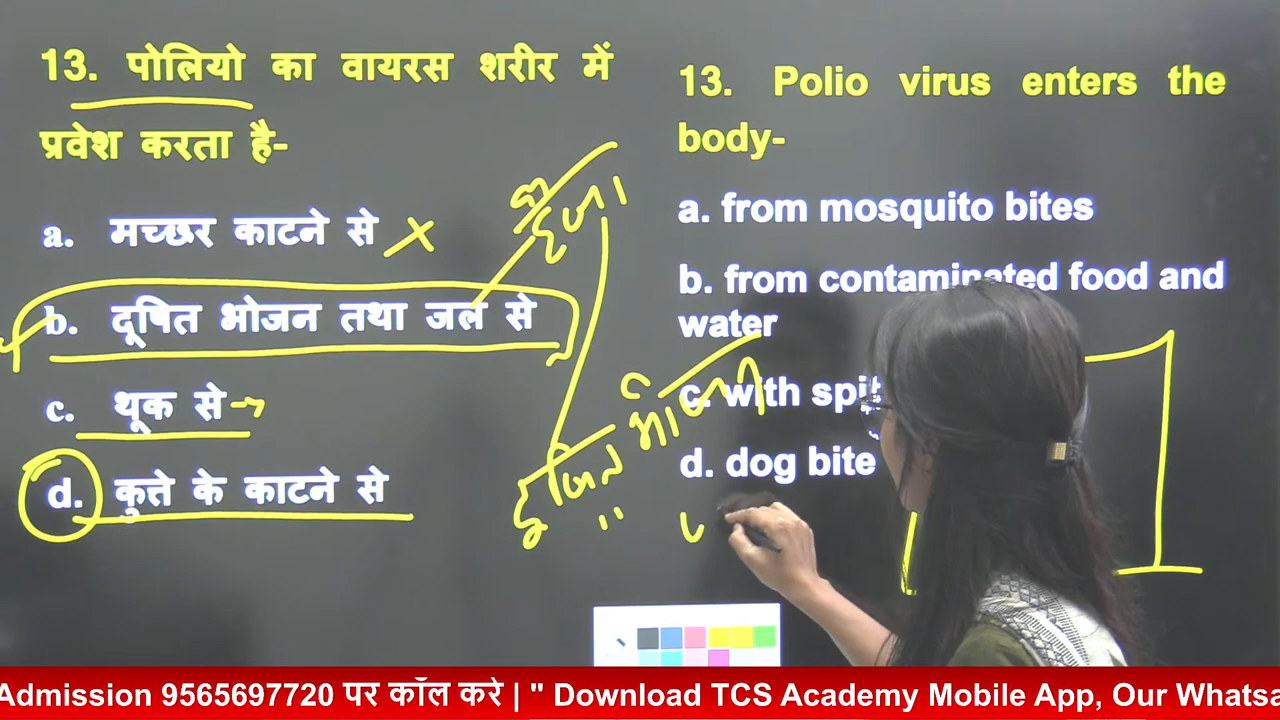 13. पोलियो का वायरस शरीर में
प्रवेश करता है-
a. मच्छर काटने से
b. दूषित भोजन तथा जल से
c. थूक से
d. कुत्ते के काटने से
13. Polio virus enters the
body-
a. from mosquito bites
b. from contaminated food and
water
c. with spit
d. dog bite
Admission 9565697720 पर कॉल करे | " Download TCS Academy Mobile App, Our Whatsa